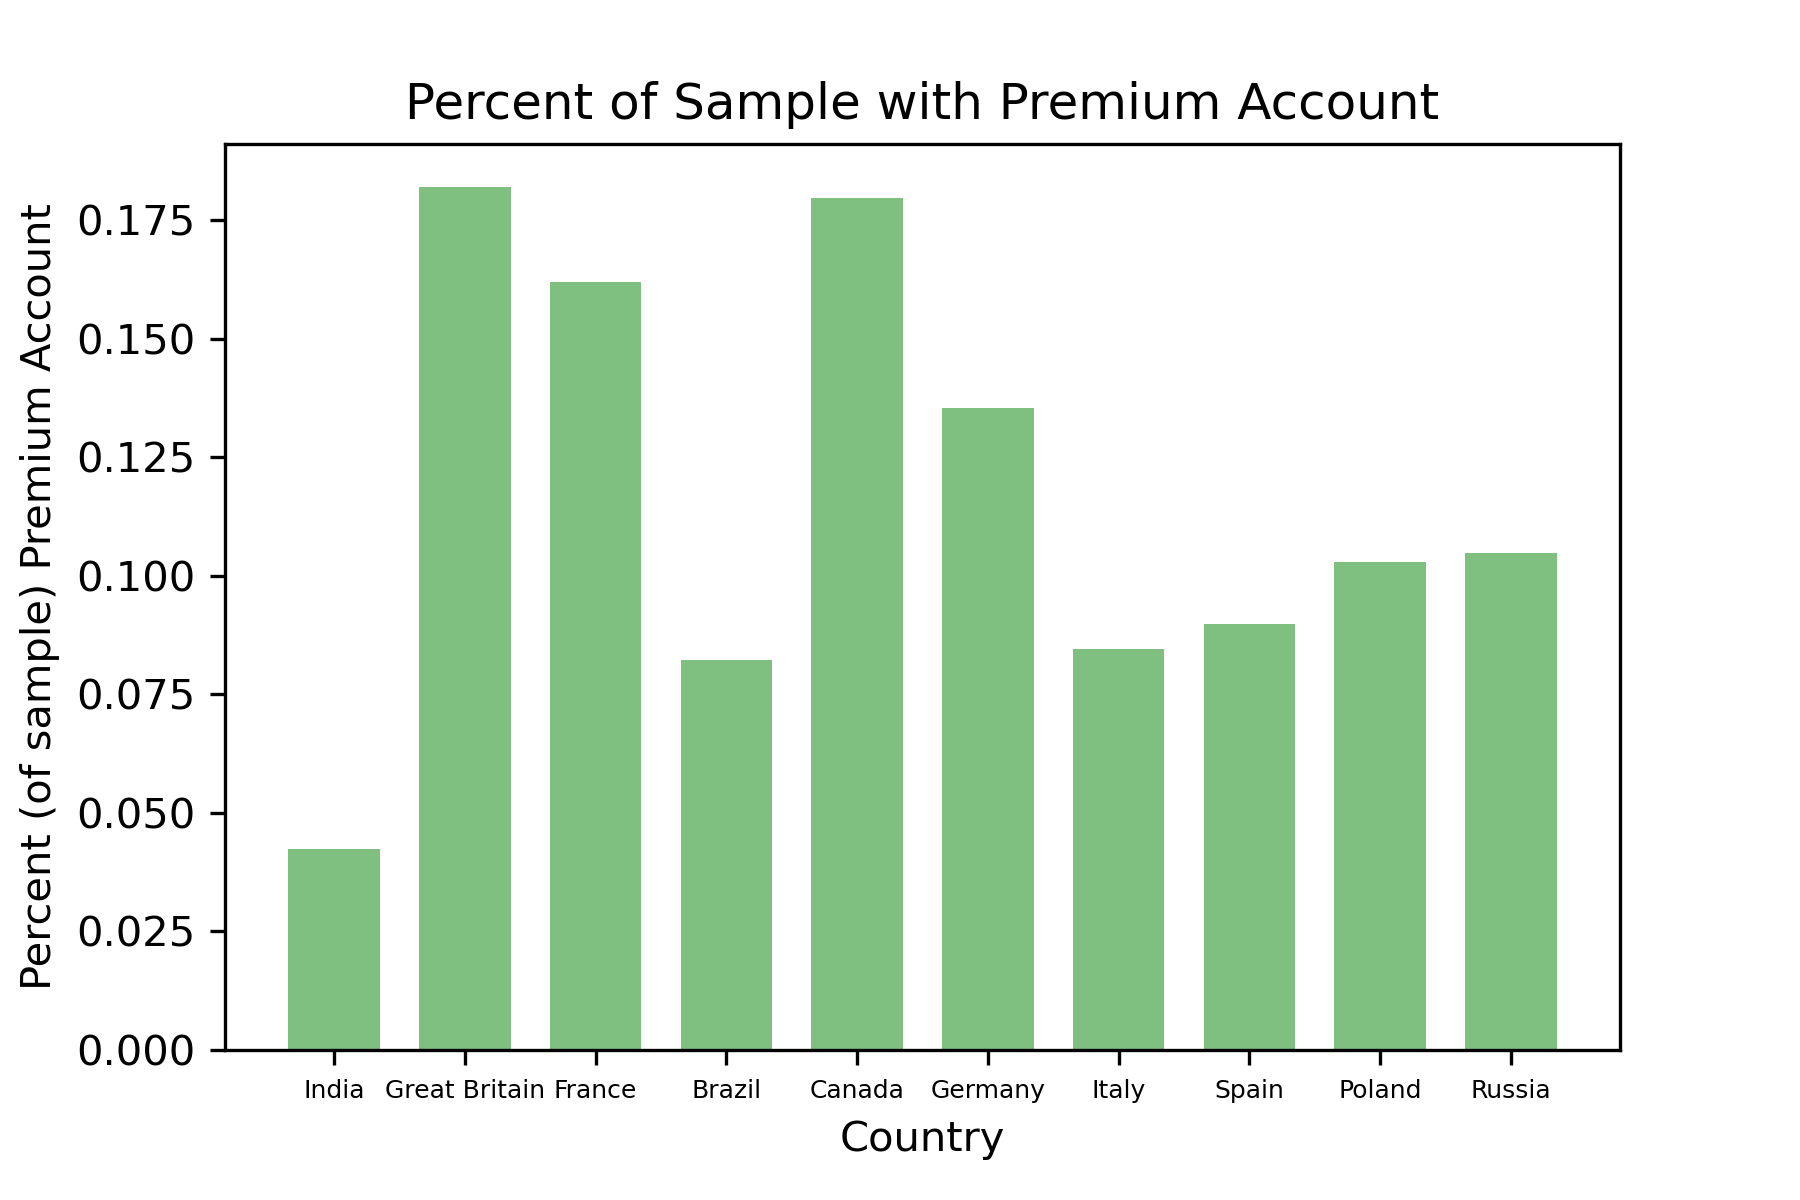 Percent of Sample with Premium Account
Percent (of sample) Premium Account
0.175
0.150
0.125
0.100
0.075
0.050
0.025
0.000
India Great Britain France Brazil Canada Germany Italy Spain Poland Russia
Country